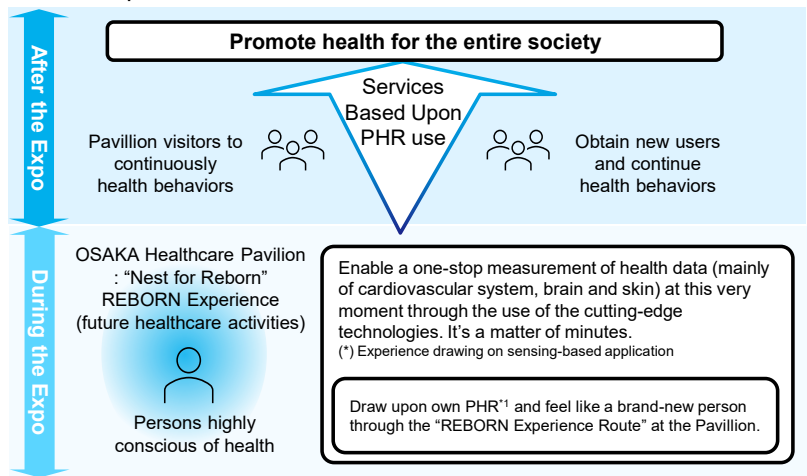 After the Expo
Promote health for the entire society
Services
Based Upon
PHR use
Pavillion visitors to
continuously
health behaviors
Obtain new users
and continue
health behaviors
During the Expo
OSAKA Healthcare Pavilion
: “Nest for Reborn”
REBORN Experience
(future healthcare activities)
Persons highly
conscious of health
Enable a one-stop measurement of health data (mainly
of cardiovascular system, brain and skin) at this very
moment through the use of the cutting-edge
technologies. It’s a matter of minutes.
(*) Experience drawing on sensing-based application
Draw upon own PHR*1 and feel like a brand-new person
through the “REBORN Experience Route” at the Pavillion.